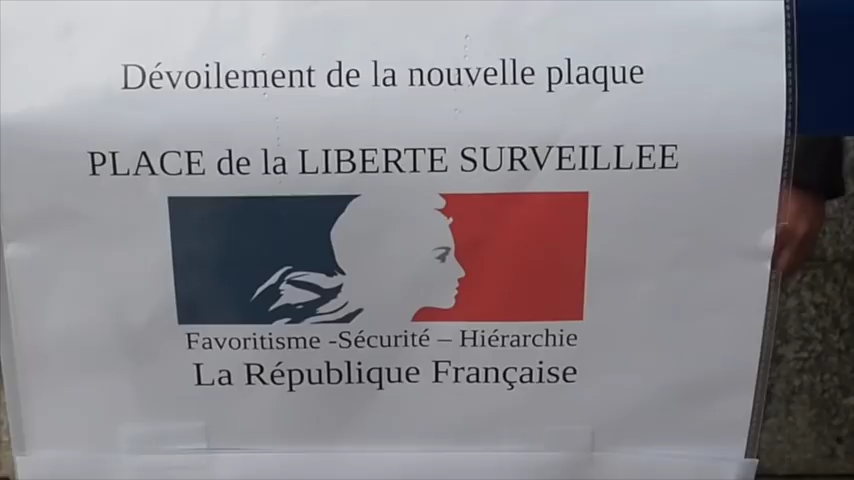 Dévoilement de la nouvelle plaque
PLACE de la LIBERTE SURVEILLEE
Favoritisme -Sécurité – Hiérarchie
La République Française